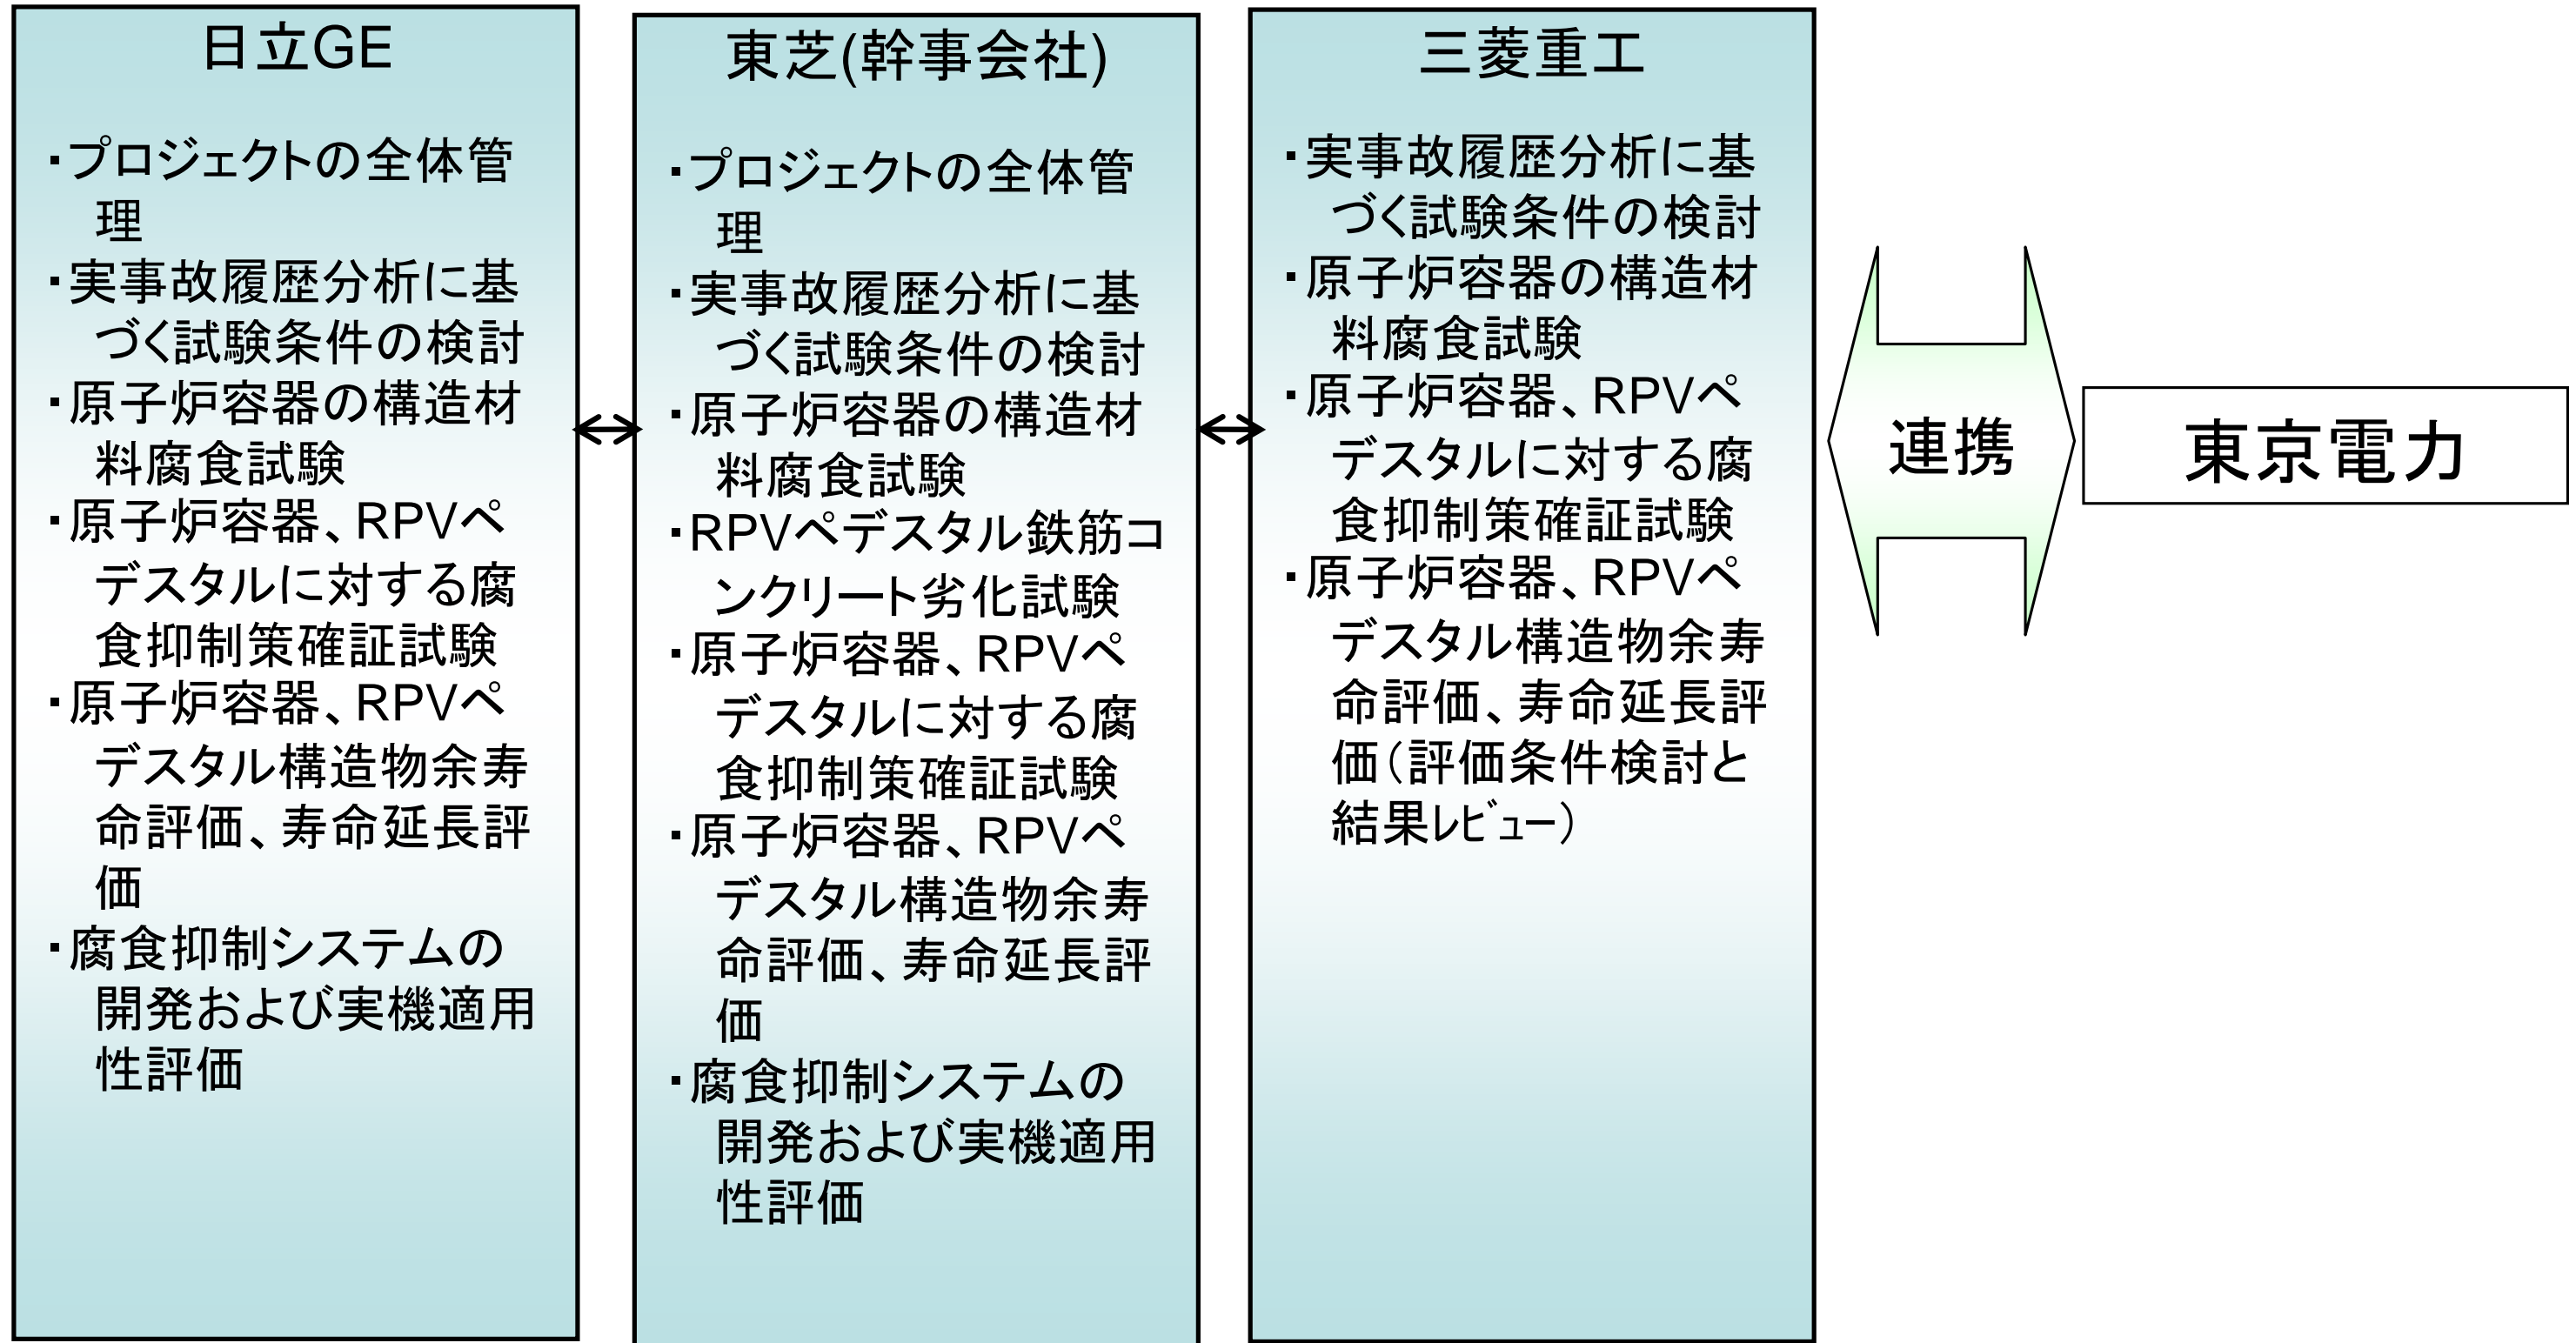 日立GE
・プロジェクトの全体管
理
・実事故履歴分析に基
づく試験条件の検討
・原子炉容器の構造材
料腐食試験
・原子炉容器、RPVペ
デスタルに対する腐
食抑制策確証試験
・原子炉容器、RPVペ
デスタル構造物余寿
命評価、寿命延長評
価
・腐食抑制システムの
開発および実機適用
性評価
東芝(幹事会社)
・プロジェクトの全体管
理
・実事故履歴分析に基
づく試験条件の検討
・原子炉容器の構造材
料腐食試験
・RPVペデスタル鉄筋コ
ンクリート劣化試験
・原子炉容器、RPVペ
デスタルに対する腐
食抑制策確証試験
・原子炉容器、RPVペ
デスタル構造物余寿
命評価、寿命延長評
価
・腐食抑制システムの
開発および実機適用
性評価
三菱重工
・実事故履歴分析に基
づく試験条件の検討
・原子炉容器の構造材
料腐食試験
・原子炉容器、RPVペ
デスタルに対する腐
食抑制策確証試験
・原子炉容器、RPVペ
デスタル構造物余寿
命評価、寿命延長評
価（評価条件検討と
結果ﾚﾋﾞｭｰ）
連携
東京電力